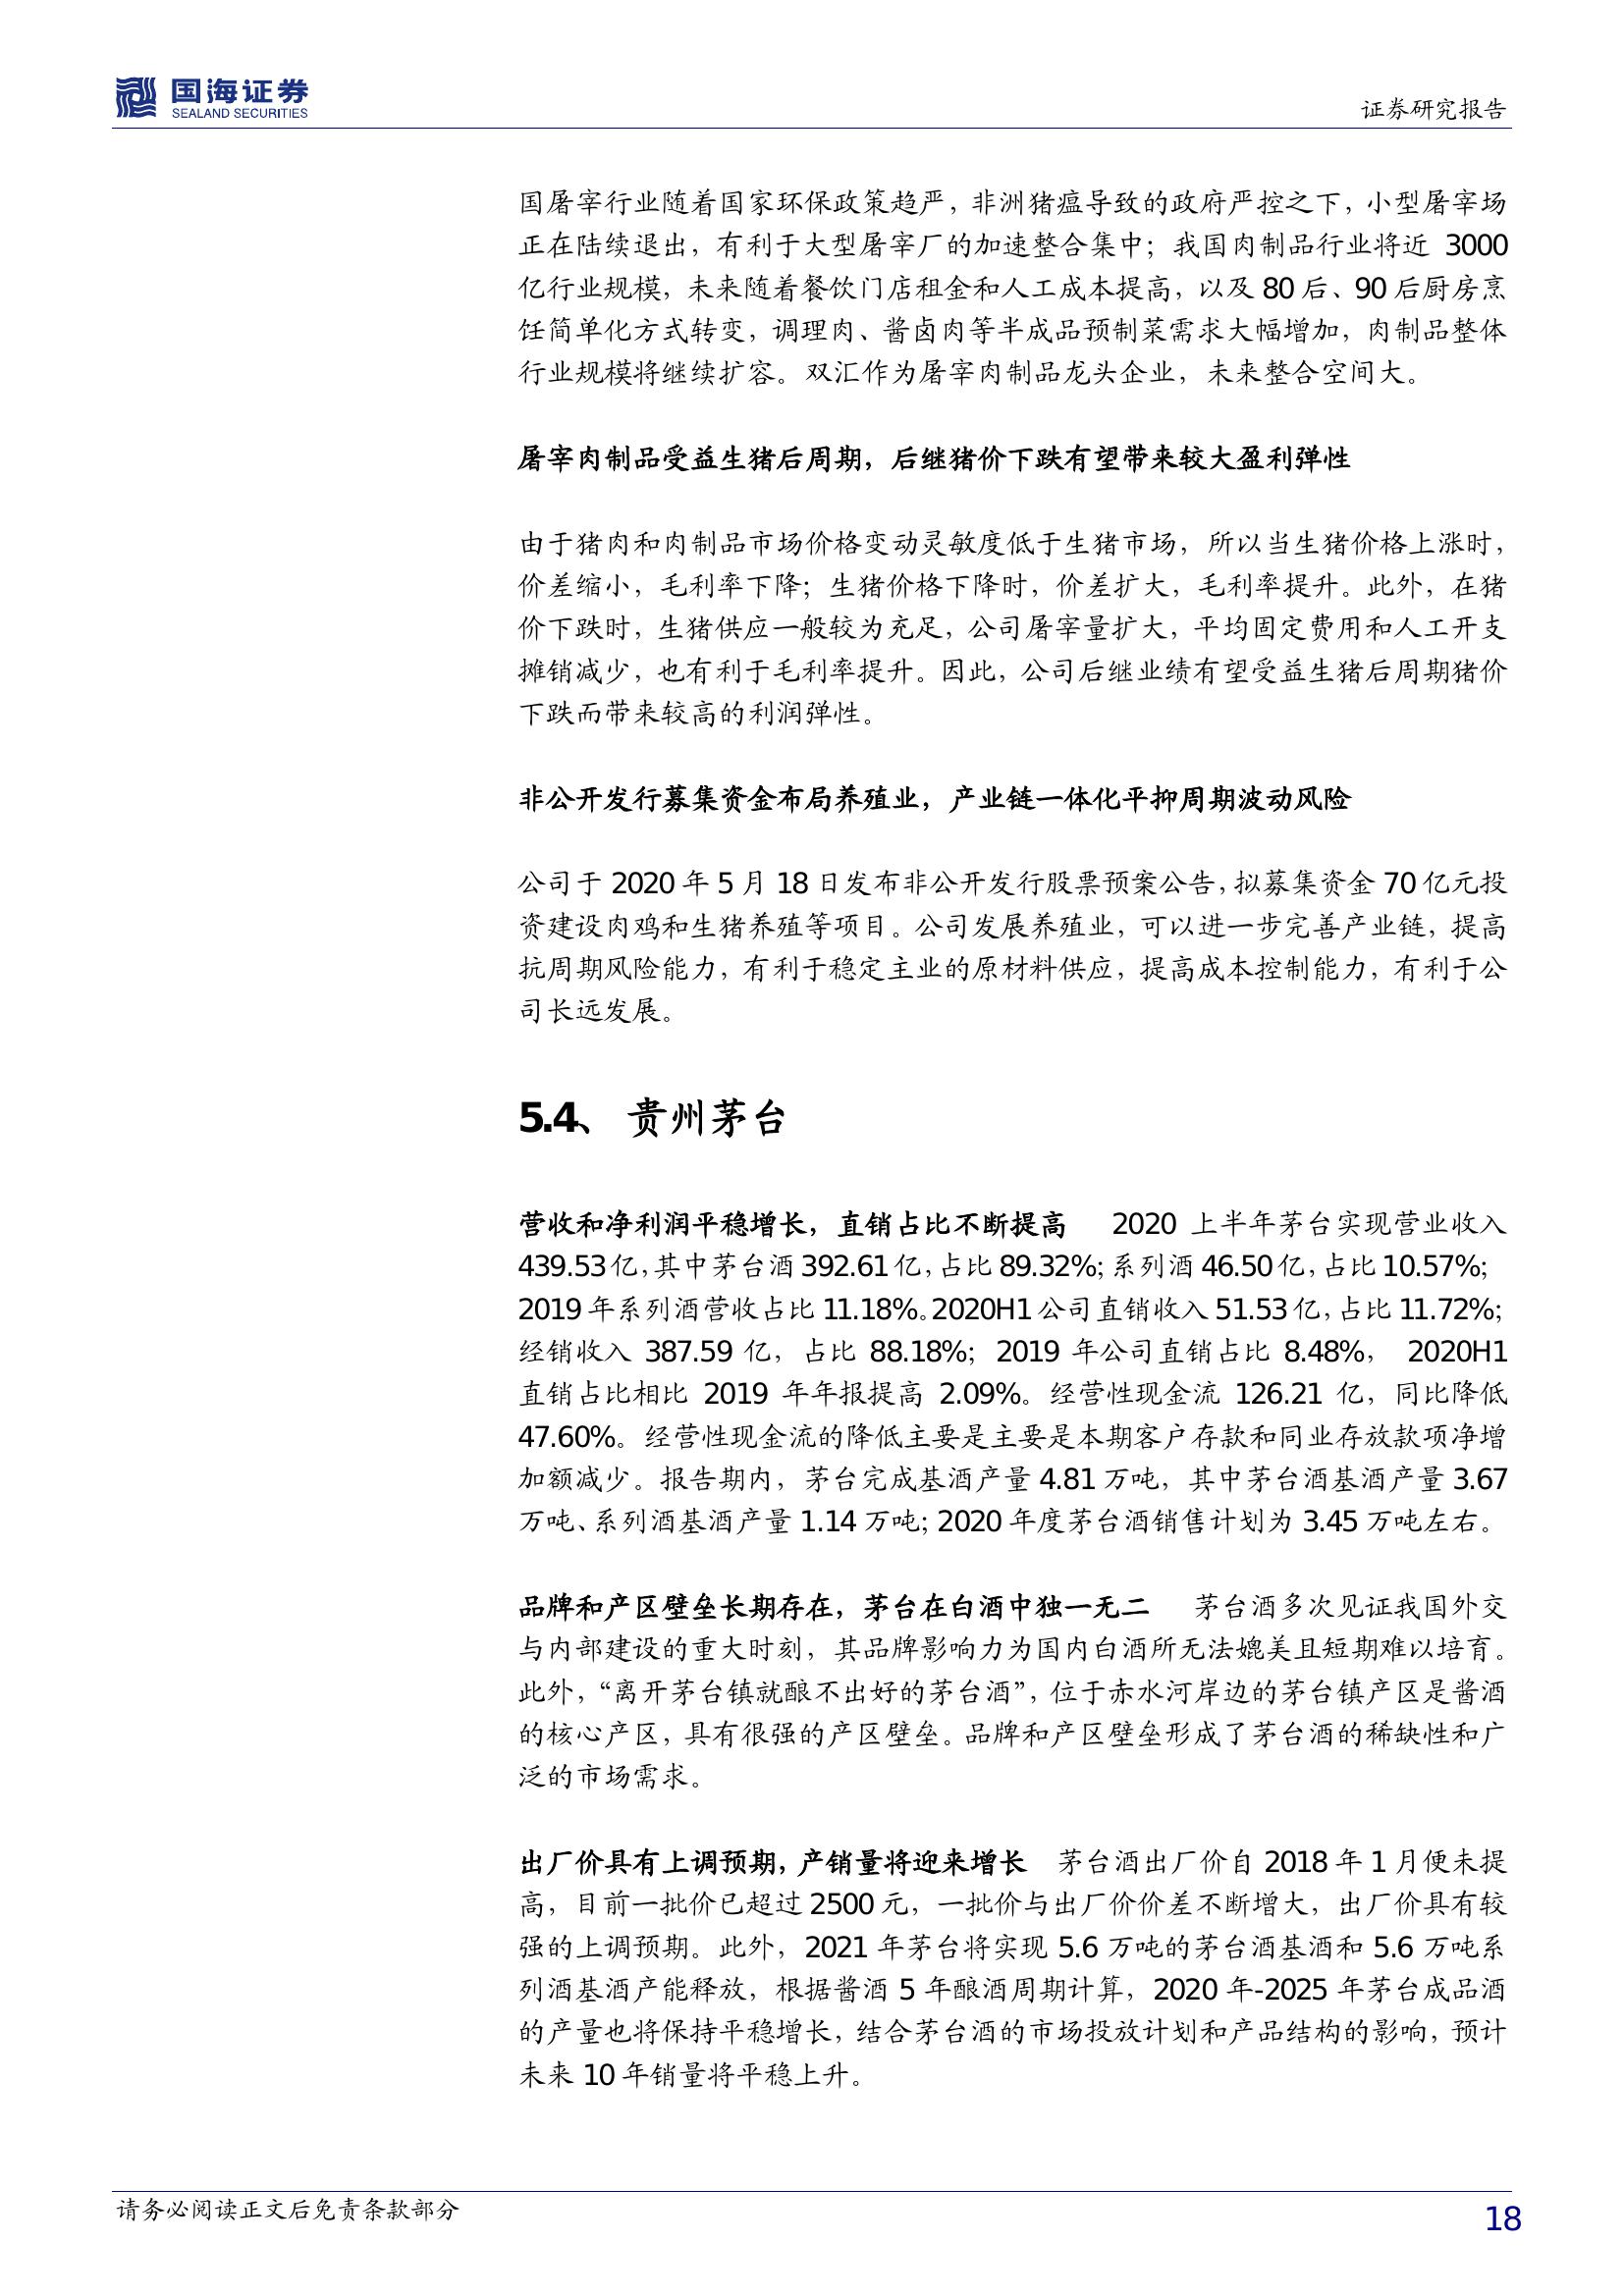 国海证券
SEALAND SECURITIES
证券研究报告
国屠宰行业随着国家环保政策趋严，非洲猪瘟导致的政府严控之下，小型屠宰场
正在陆续退出，有利于大型屠宰厂的加速整合集中；我国肉制品行业将近 3000
亿行业规模，未来随着餐饮门店租金和人工成本提高，以及 80 后、90 后厨房烹
饪简单化方式转变，调理肉、酱卤肉等半成品预制菜需求大幅增加，肉制品整体
行业规模将继续扩容。双汇作为屠宰肉制品龙头企业，未来整合空间大。
屠宰肉制品受益生猪后周期，后继猪价下跌有望带来较大盈利弹性
由于猪肉和肉制品市场价格变动灵敏度低于生猪市场，所以当生猪价格上涨时，
价差缩小，毛利率下降；生猪价格下降时，价差扩大，毛利率提升。此外，在猪
价下跌时，生猪供应一般较为充足，公司屠宰量扩大，平均固定费用和人工开支
摊销减少，也有利于毛利率提升。因此，公司后继业绩有望受益生猪后周期猪价
下跌而带来较高的利润弹性。
非公开发行募集资金布局养殖业，产业链一体化平抑周期波动风险
公司于 2020 年 5 月 18 日发布非公开发行股票预案公告，拟募集资金 70 亿元投
资建设肉鸡和生猪养殖等项目。公司发展养殖业，可以进一步完善产业链，提高
抗周期风险能力，有利于稳定主业的原材料供应，提高成本控制能力，有利于公
司长远发展。
5.4、 贵州茅台
营收和净利润平稳增长，直销占比不断提高 2020 上半年茅台实现营业收入
439.53 亿，其中茅台酒 392.61 亿，占比 89.32%；系列酒 46.50 亿，占比 10.57%；
2019 年系列酒营收占比 11.18%。2020H1 公司直销收入 51.53 亿，占比 11.72%；
经销收入 387.59 亿，占比 88.18%；2019 年公司直销占比 8.48%， 2020H1
直销占比相比 2019 年年报提高 2.09%。经营性现金流 126.21 亿，同比降低
47.60%。经营性现金流的降低主要是主要是本期客户存款和同业存放款项净增
加额减少。报告期内，茅台完成基酒产量 4.81 万吨，其中茅台酒基酒产量 3.67
万吨、系列酒基酒产量 1.14 万吨；2020 年度茅台酒销售计划为 3.45 万吨左右。
品牌和产区壁垒长期存在，茅台在白酒中独一无二 茅台酒多次见证我国外交
与内部建设的重大时刻，其品牌影响力为国内白酒所无法媲美且短期难以培育。
此外，“离开茅台镇就酿不出好的茅台酒”，位于赤水河岸边的茅台镇产区是酱酒
的核心产区，具有很强的产区壁垒。品牌和产区壁垒形成了茅台酒的稀缺性和广
泛的市场需求。
出厂价具有上调预期，产销量将迎来增长 茅台酒出厂价自 2018 年 1 月便未提
高，目前一批价已超过 2500 元，一批价与出厂价价差不断增大，出厂价具有较
强的上调预期。此外，2021 年茅台将实现 5.6 万吨的茅台酒基酒和 5.6 万吨系
列酒基酒产能释放，根据酱酒 5 年酿酒周期计算，2020 年-2025 年茅台成品酒
的产量也将保持平稳增长，结合茅台酒的市场投放计划和产品结构的影响，预计
未来 10 年销量将平稳上升。
请务必阅读正文后免责条款部分
18